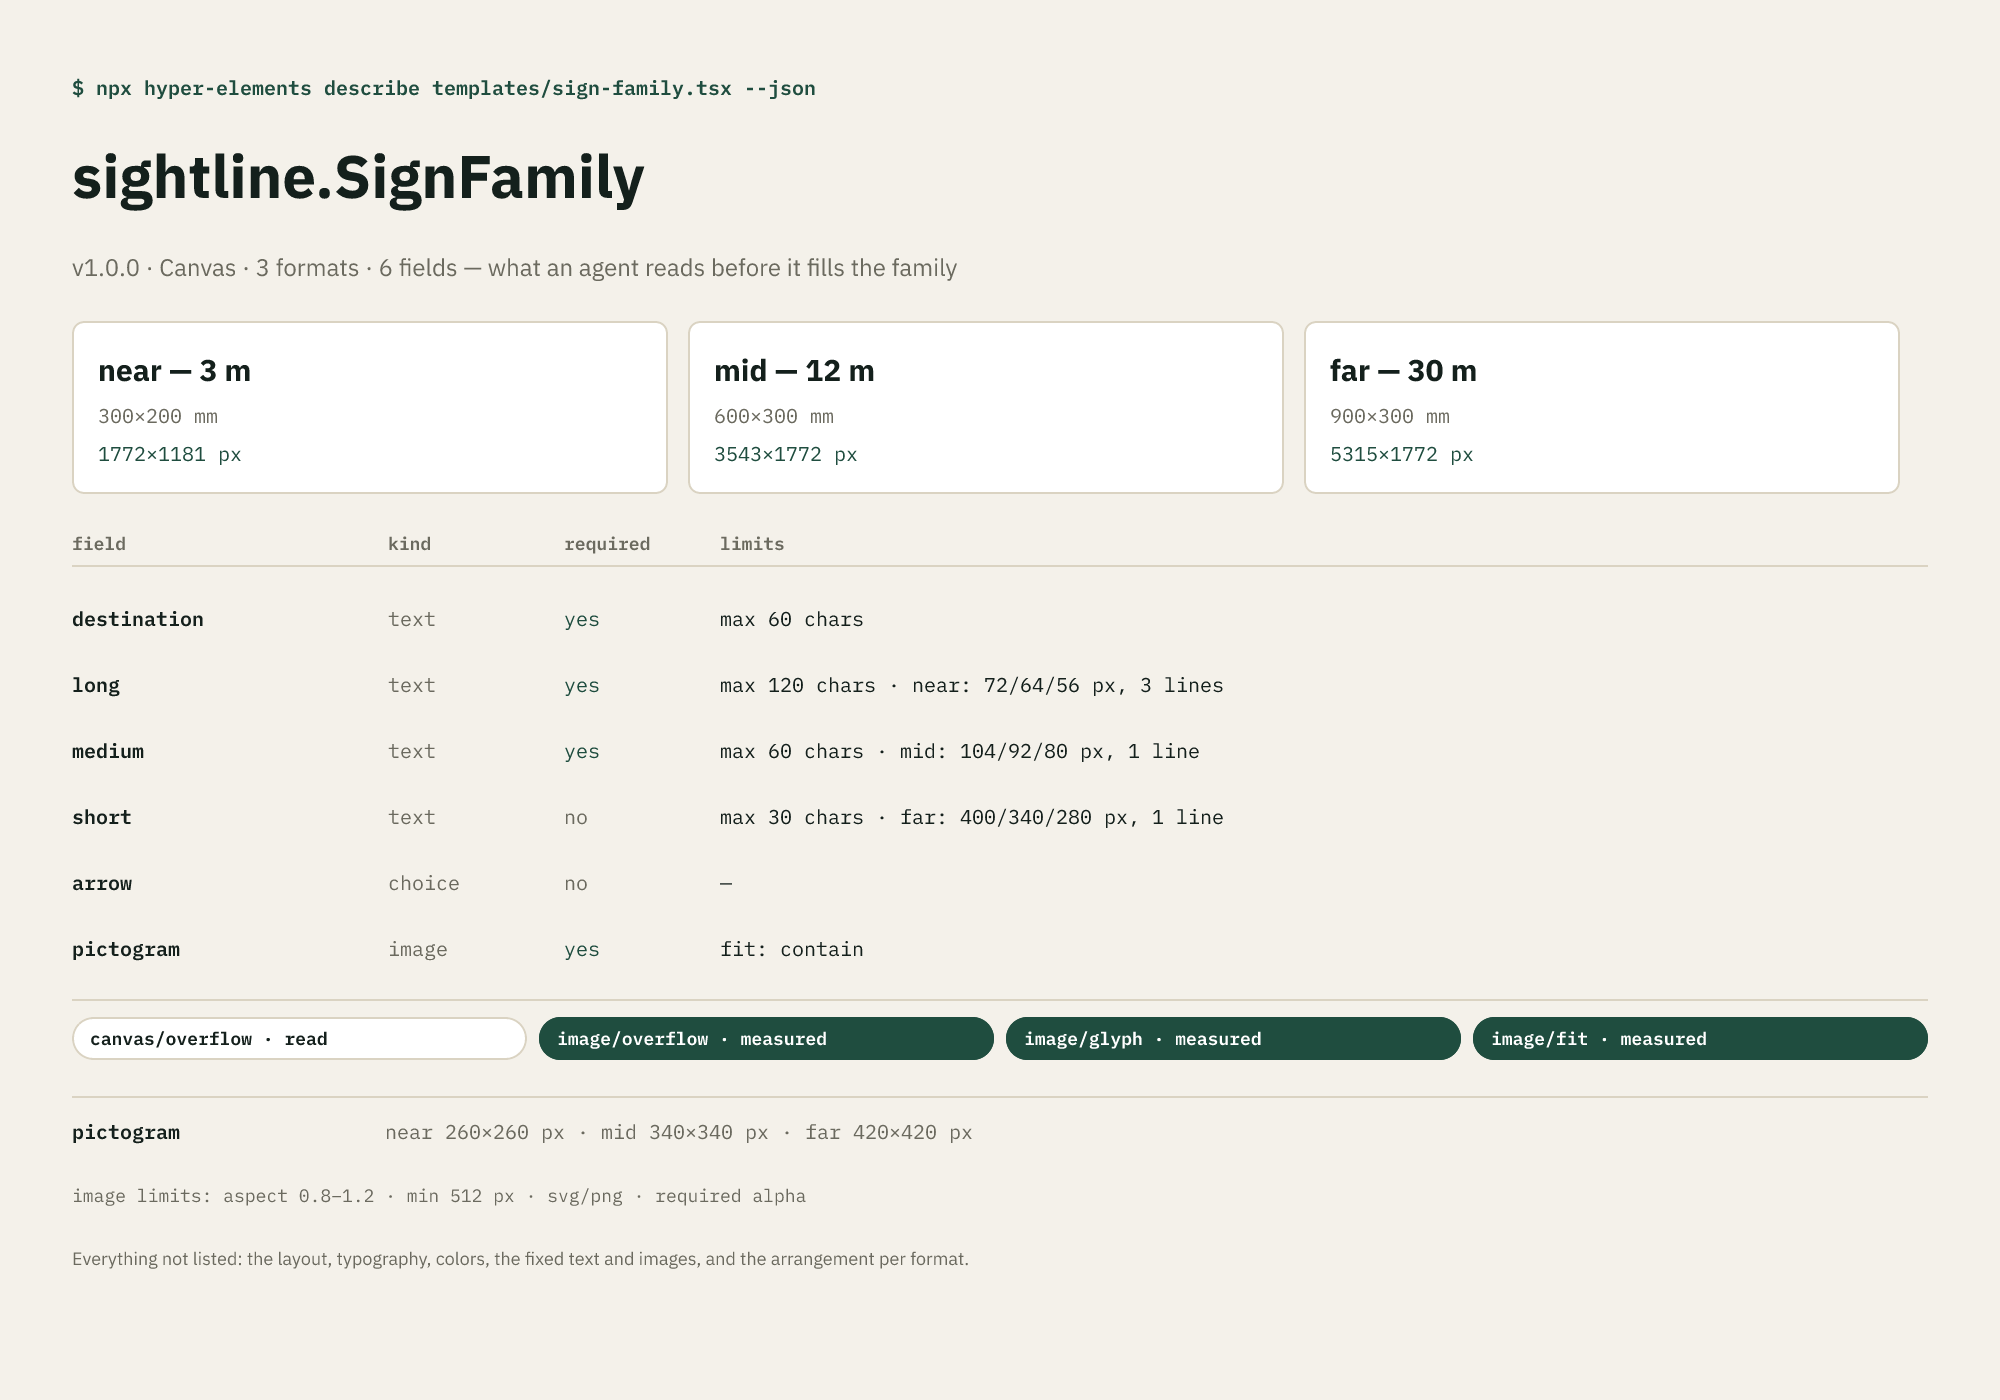 $ npx hyper-elements describe templates/sign-family.tsx --json
sightline.SignFamily
v1.0.0 · Canvas · 3 formats · 6 fields — what an agent reads before it fills the family
near — 3 m
300×200 mm
1772×1181 px
mid — 12 m
600×300 mm
3543×1772 px
far — 30 m
900×300 mm
5315×1772 px
field kind required limits
destination text yes max 60 chars
long text yes max 120 chars · near: 72/64/56 px, 3 lines
medium text yes max 60 chars · mid: 104/92/80 px, 1 line
short text no max 30 chars · far: 400/340/280 px, 1 line
arrow choice no —
pictogram image yes fit: contain
canvas/overflow · read image/overflow · measured image/glyph · measured image/fit · measured
pictogram near 260×260 px · mid 340×340 px · far 420×420 px
image limits: aspect 0.8–1.2 · min 512 px · svg/png · required alpha
Everything not listed: the layout, typography, colors, the fixed text and images, and the arrangement per format.